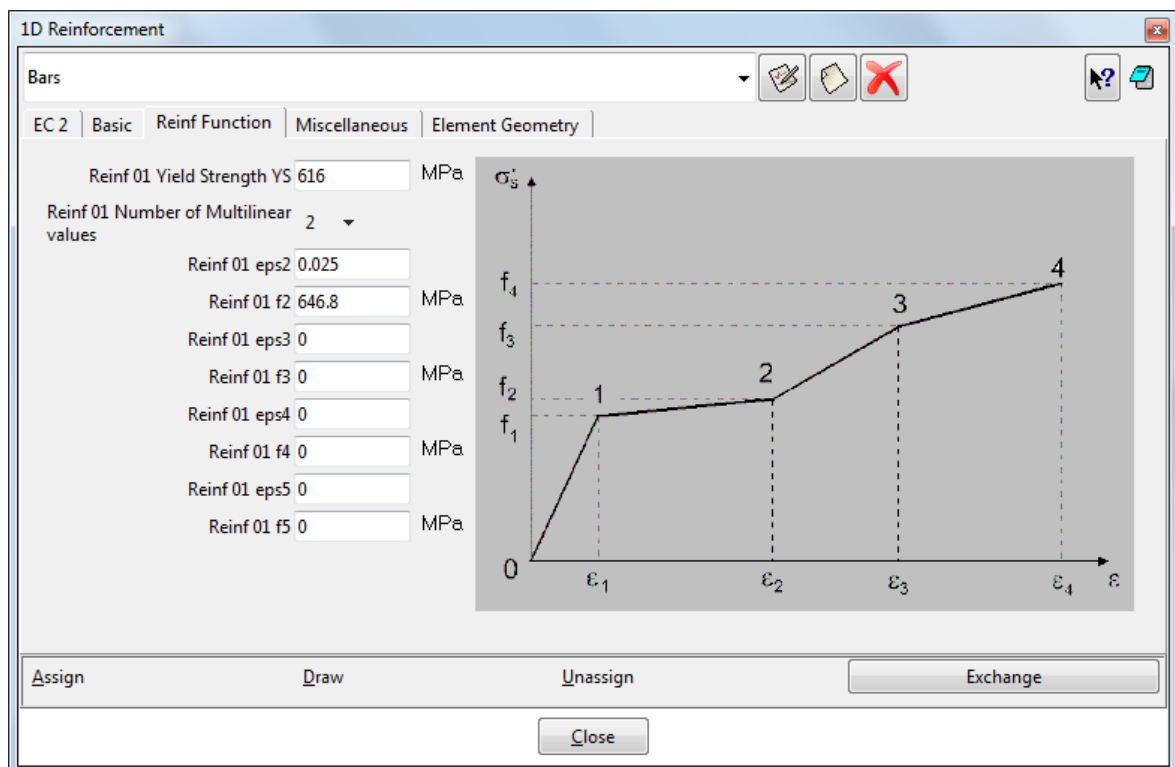 1D Reinforcement
Bars
EC 2 Basic Reinf Function Miscellaneous Element Geometry
Reinf 01 Yield Strength YS 616 MPa
Reinf 01 Number of Multilinear
values 2
Reinf 01 eps2 0.025
Reinf 01 f2 646.8 MPa
Reinf 01 eps3 0
Reinf 01 f3 0 MPa
Reinf 01 eps4 0
Reinf 01 f4 0 MPa
Reinf 01 eps5 0
Reinf 01 f5 0 MPa
σ's
f4 4
f3 3
f2 2
f1 1
0 ε1 ε2 ε3 ε4 ε
Assign Draw Unassign Exchange
Close